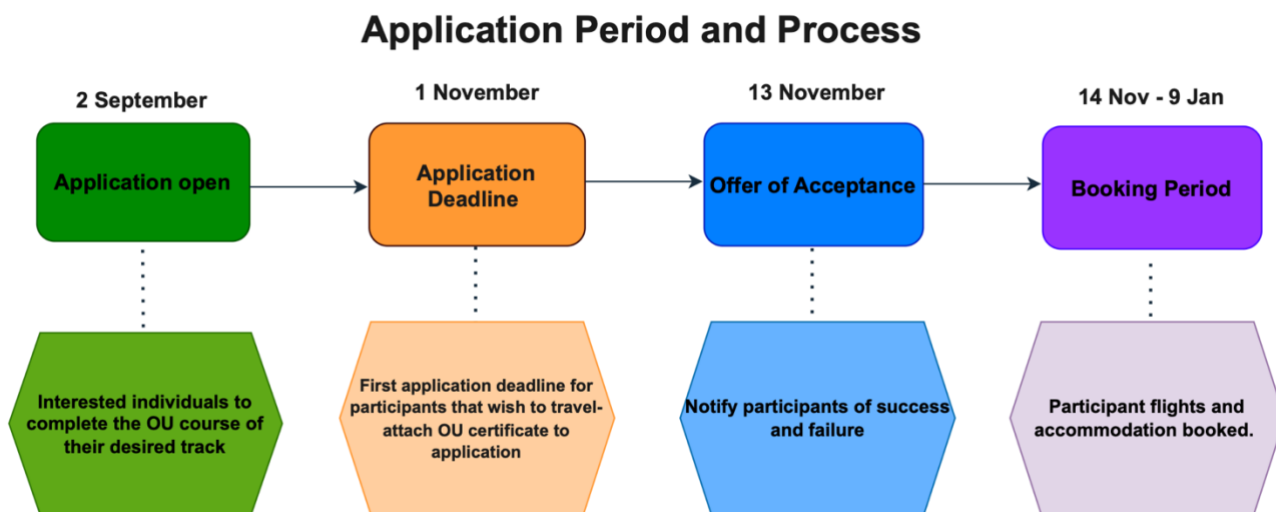 Application Period and Process
2 September
1 November
13 November
14 Nov - 9 Jan
Application open
Application
Deadline
Offer of Acceptance
Booking Period
Interested individuals to
complete the OU course of
their desired track
First application deadline for
participants that wish to travel-
attach OU certificate to
application
Notify participants of success
and failure
Participant flights and
accommodation booked.